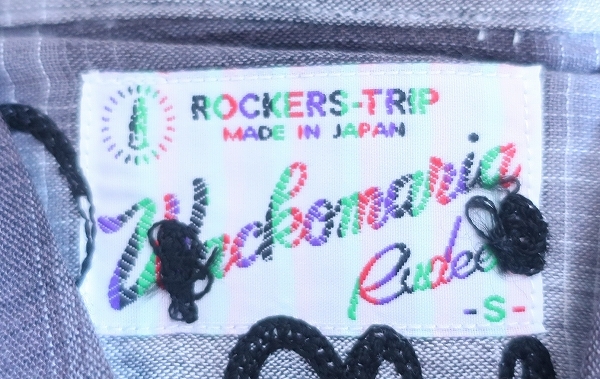 ROCKERS-TRIP
MADE IN JAPAN
Wackomaria
-S-